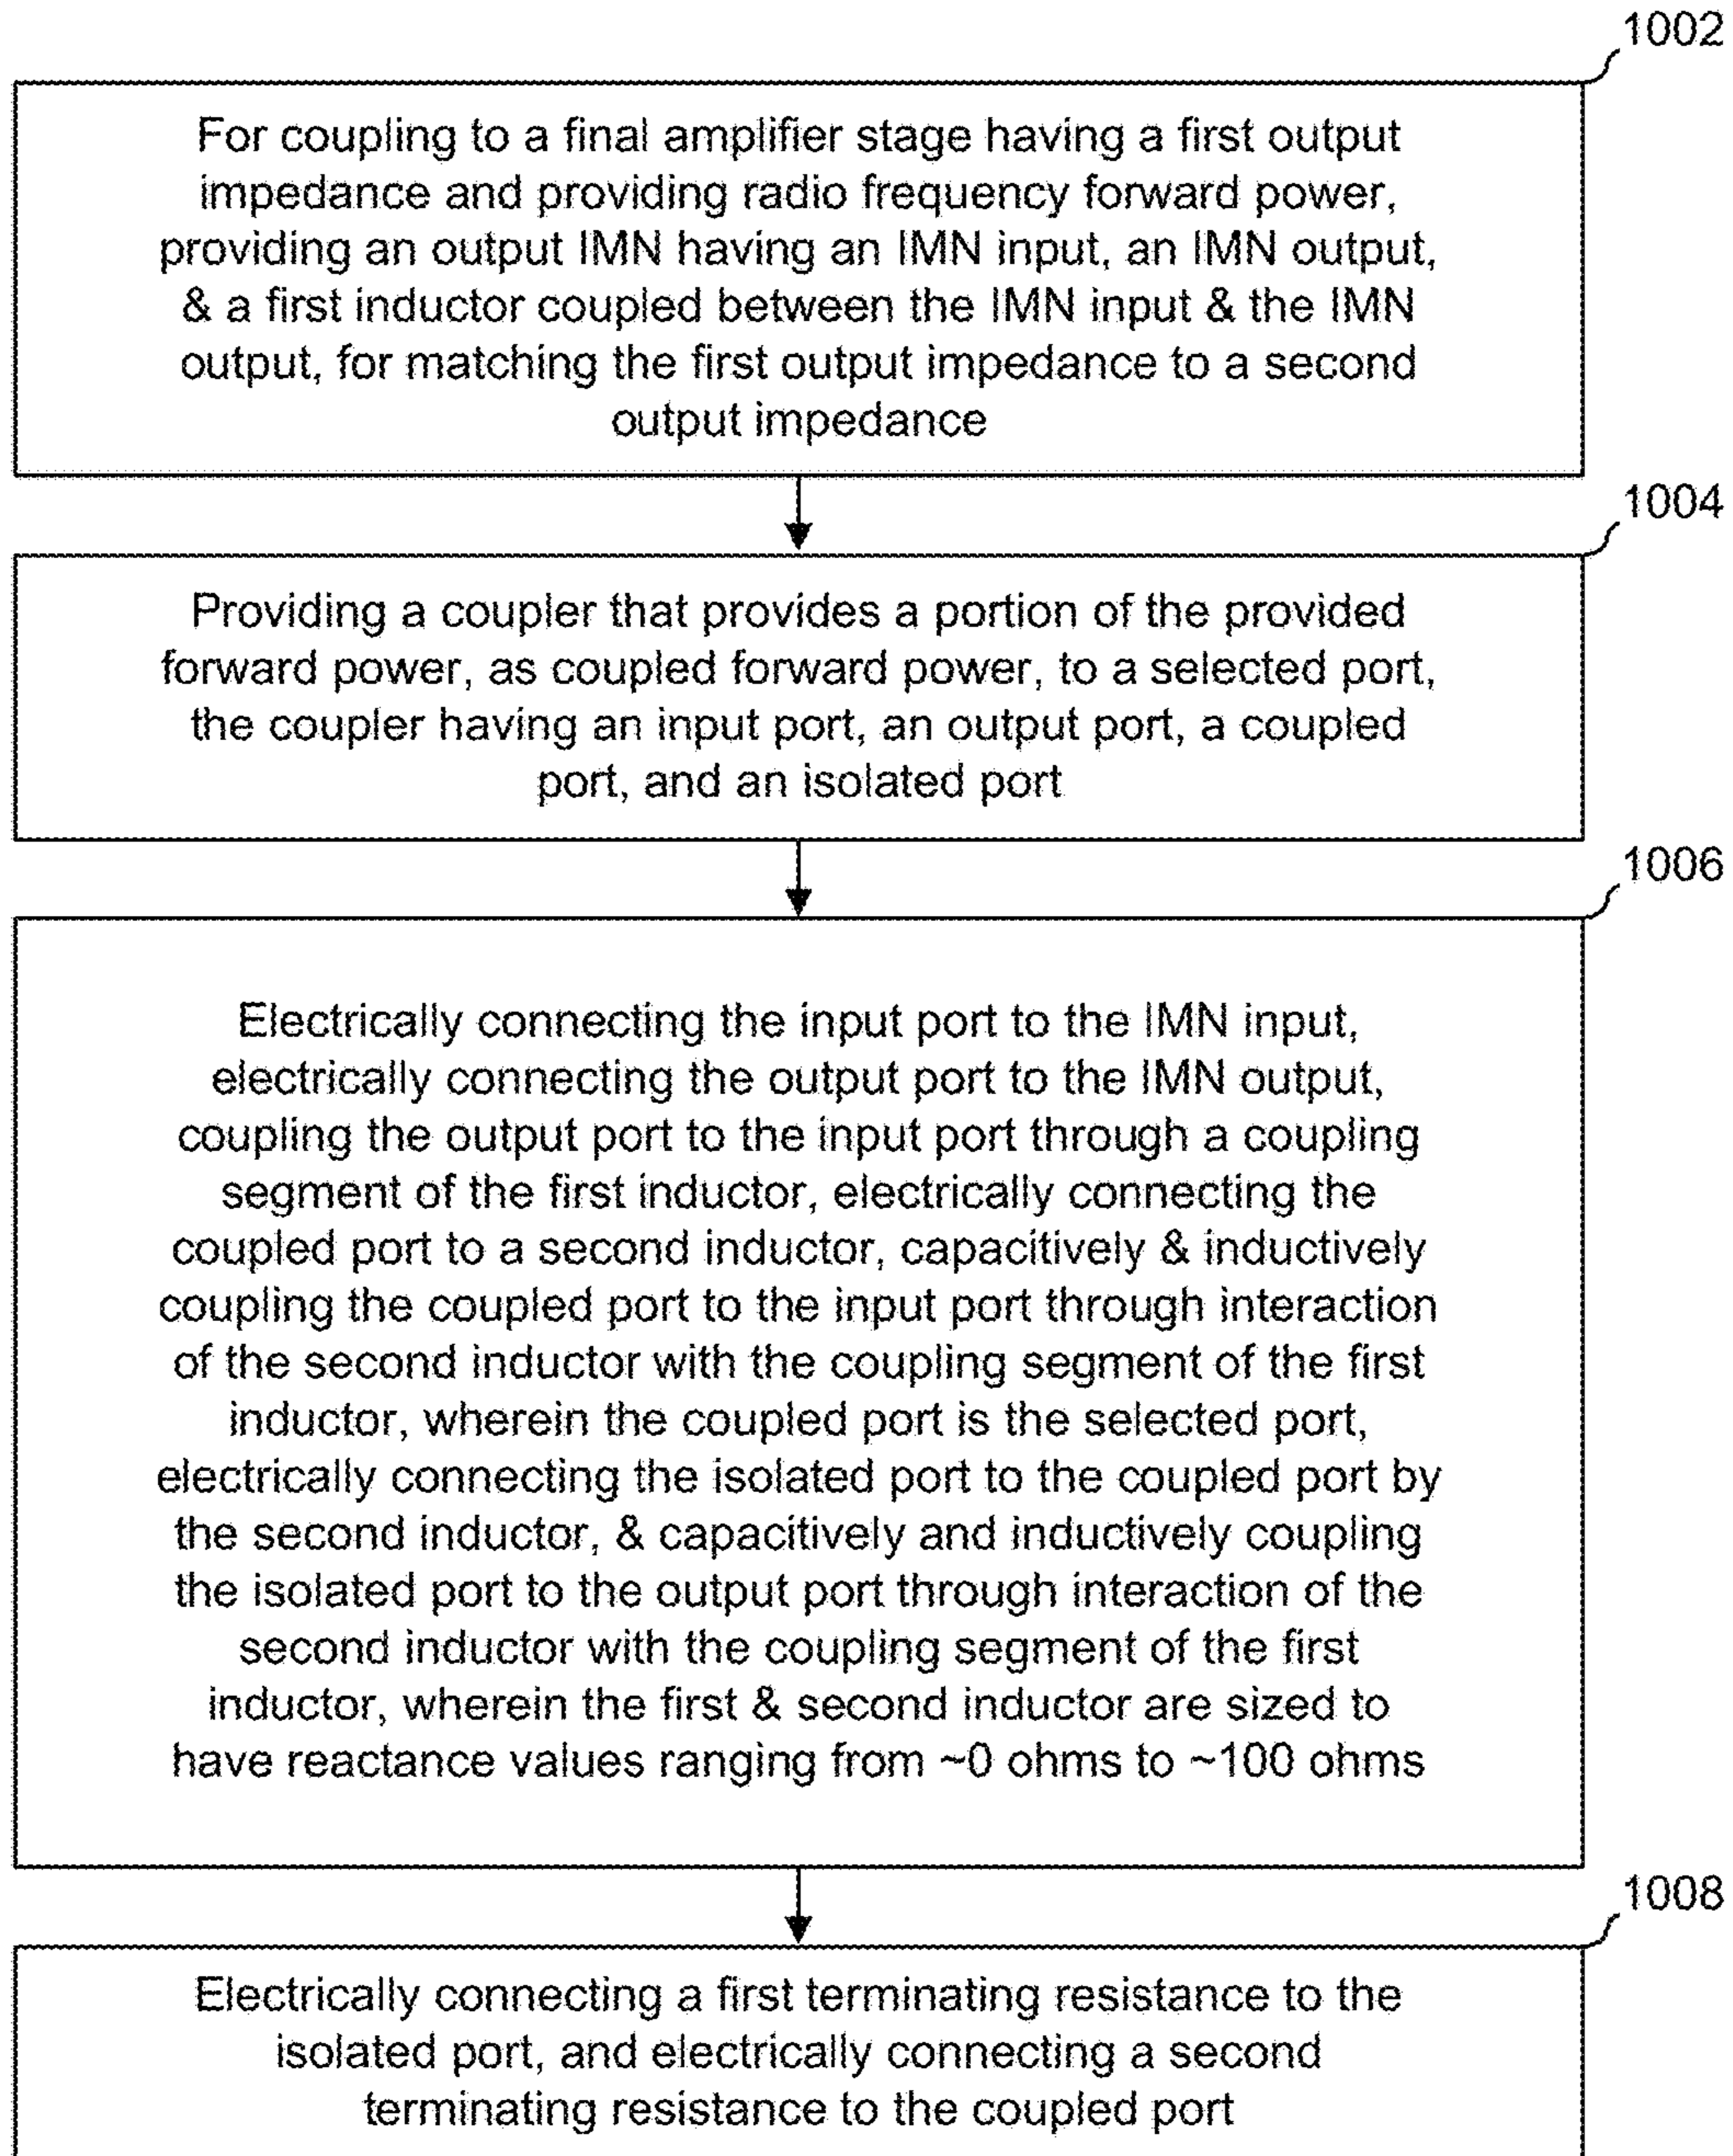 1002
For coupling to a final amplifier stage having a first output
impedance and providing radio frequency forward power,
providing an output IMN having an IMN input, an IMN output,
& a first inductor coupled between the IMN input & the IMN
output, for matching the first output impedance to a second
output impedance
1004
Providing a coupler that provides a portion of the provided
forward power, as coupled forward power, to a selected port,
the coupler having an input port, an output port, a coupled
port, and an isolated port
1006
Electrically connecting the input port to the IMN input,
electrically connecting the output port to the IMN output,
coupling the output port to the input port through a coupling
segment of the first inductor, electrically connecting the
coupled port to a second inductor, capacitively & inductively
coupling the coupled port to the input port through interaction
of the second inductor with the coupling segment of the first
inductor, wherein the coupled port is the selected port,
electrically connecting the isolated port to the coupled port by
the second inductor, & capacitively and inductively coupling
the isolated port to the output port through interaction of the
second inductor with the coupling segment of the first
inductor, wherein the first & second inductor are sized to
have reactance values ranging from ~0 ohms to ~100 ohms
1008
Electrically connecting a first terminating resistance to the
isolated port, and electrically connecting a second
terminating resistance to the coupled port